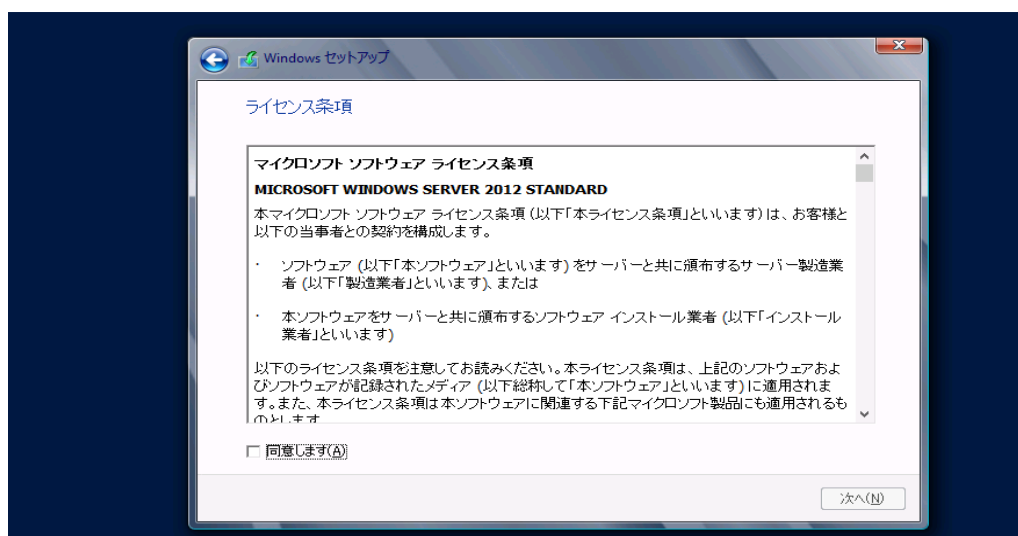 Windows セットアップ
ライセンス条項
マイクロソフト ソフトウェア ライセンス条項
MICROSOFT WINDOWS SERVER 2012 STANDARD
本マイクロソフト ソフトウェア ライセンス条項 (以下「本ライセンス条項」といいます) は、お客様と
以下の当事者との契約を構成します。
· ソフトウェア (以下「本ソフトウェア」といいます) をサーバーと共に頒布するサーバー製造業
者 (以下「製造業者」といいます)、または
· 本ソフトウェアをサーバーと共に頒布するソフトウェア インストール業者 (以下「インストール
業者」といいます)
以下のライセンス条項を注意してお読みください。本ライセンス条項は、上記のソフトウェアおよ
びソフトウェアが記録されたメディア (以下総称して「本ソフトウェア」といいます) に適用されま
す。また、本ライセンス条項は本ソフトウェアに関連する下記マイクロソフト製品にも適用されるも
のとします
同意します(A)
次へ(N)